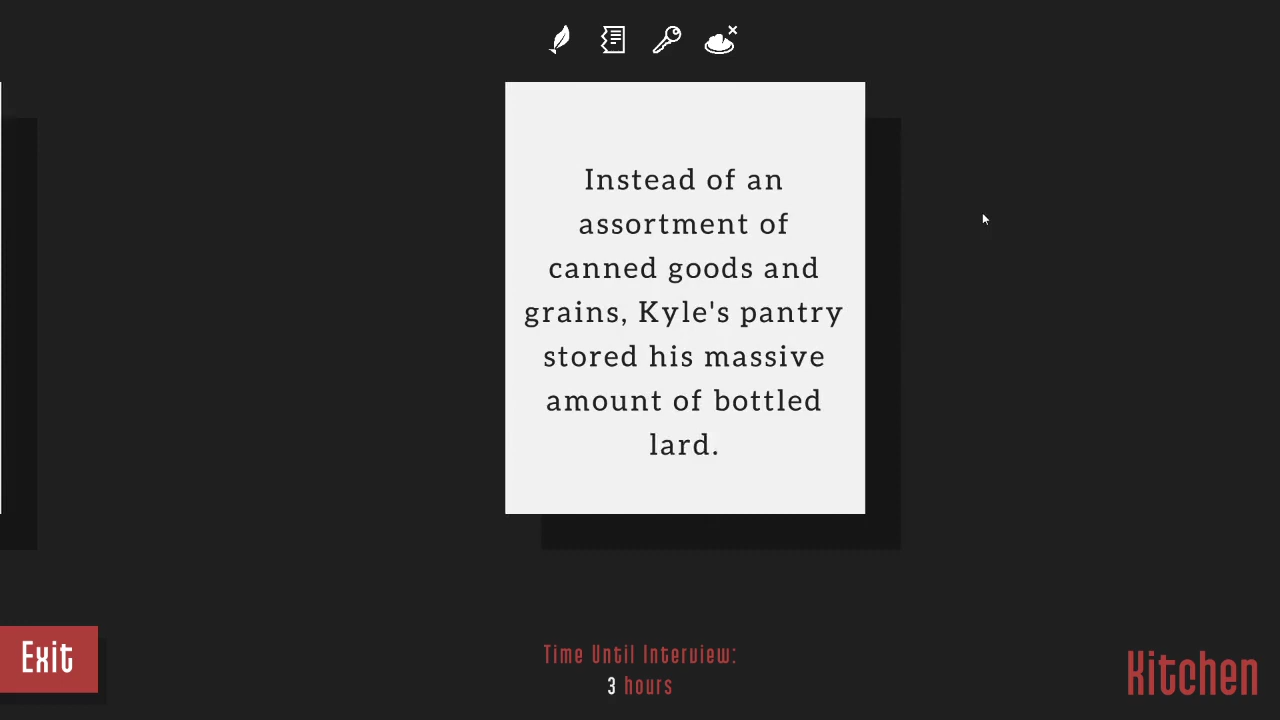 Instead of an
assortment of
canned goods and
grains, Kyle's pantry
stored his massive
amount of bottled
lard.
Exit
Time Until Interview:
3 hours
Kitchen